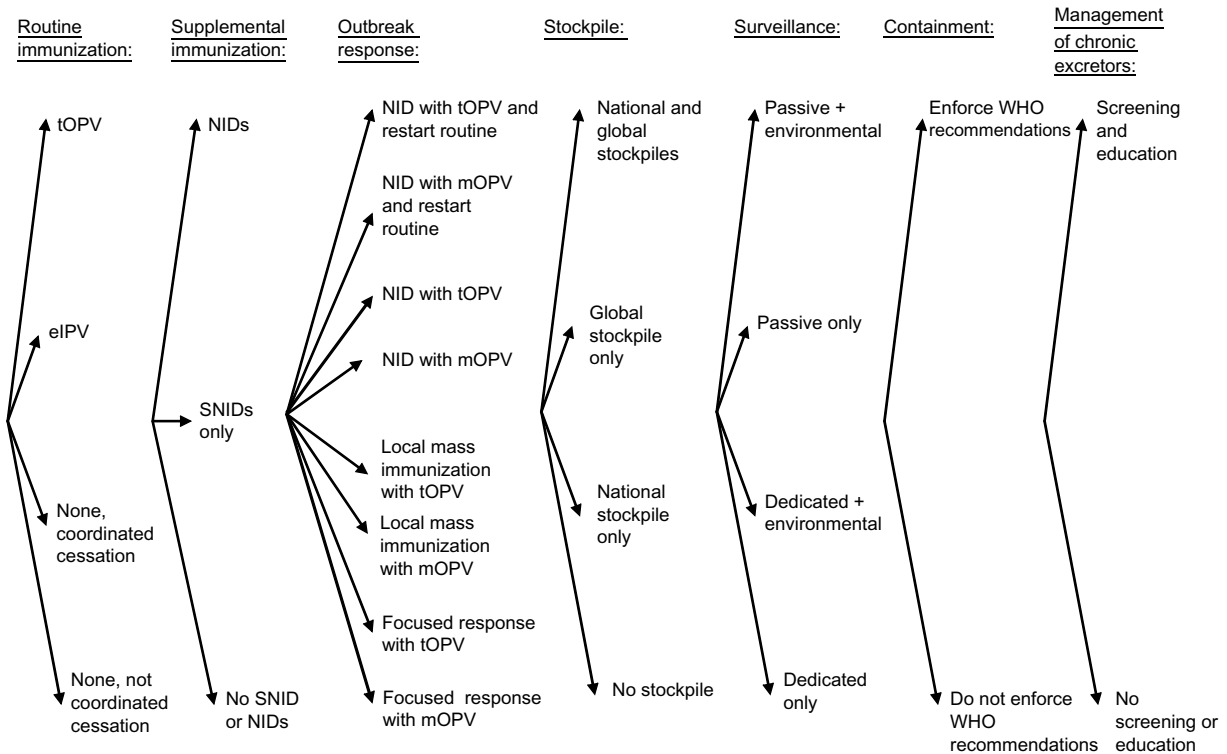 Routine
immunization:
tOPV
eIPV
None,
coordinated
cessation
None, not
coordinated
cessation
Supplemental
immunization:
NIDs
SNIDs
only
No SNID
or NIDs
Outbreak
response:
NID with tOPV and
restart routine
NID with mOPV
and restart
routine
NID with tOPV
NID with mOPV
Local mass
immunization
with tOPV
Local mass
immunization
with mOPV
Focused response
with tOPV
Focused response
with mOPV
Stockpile:
National and
global
stockpiles
Global
stockpile
only
National
stockpile
only
No stockpile
Surveillance:
Passive +
environmental
Passive only
Dedicated +
environmental
Dedicated
only
Containment:
Enforce WHO
recommendations
Do not enforce
WHO
recommendations
Management
of chronic
excretors:
Screening
and
education
No
screening or
education